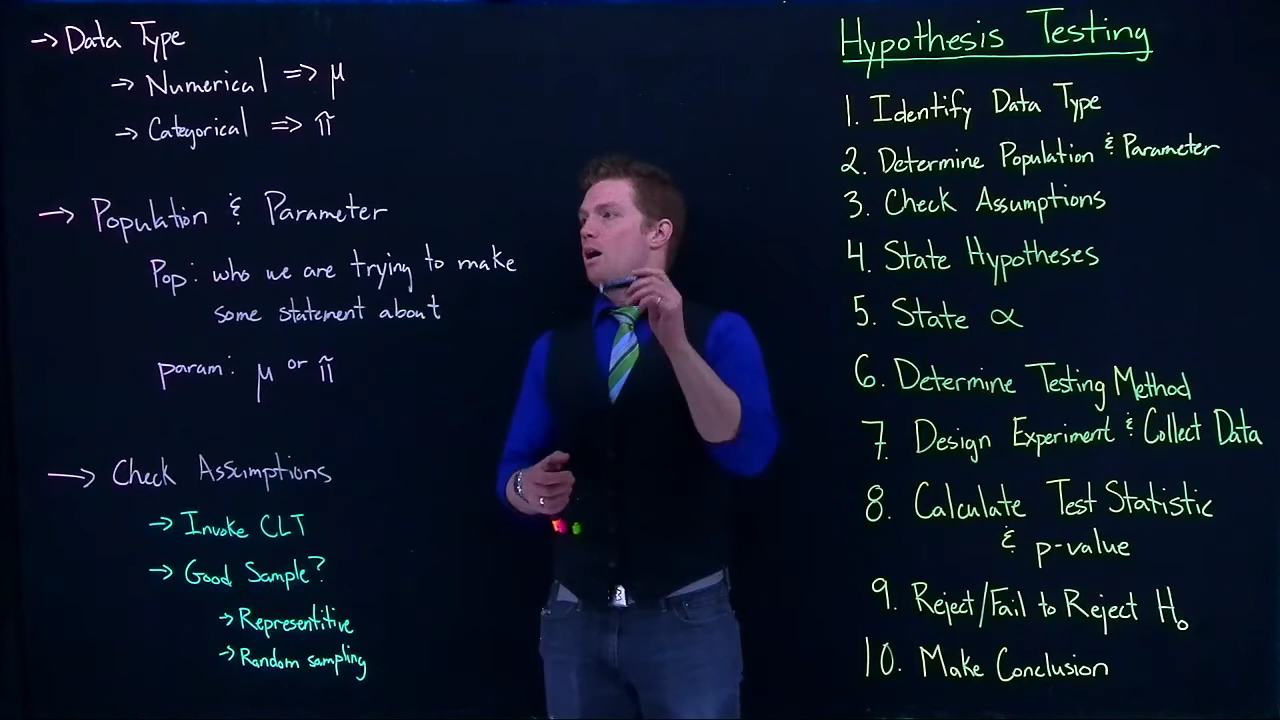 → Data Type
→ Numerical => μ
→ Categorical => π
→ Population & Parameter
Pop: who we are trying to make
some statement about
param: μ or π
→ Check Assumptions
→ Invoke CLT
→ Good Sample?
→ Representitive
→ Random sampling
Hypothesis Testing
1. Identify Data Type
2. Determine Population & Parameter
3. Check Assumptions
4. State Hypotheses
5. State α
6. Determine Testing Method
7. Design Experiment & Collect Data
8. Calculate Test Statistic
& p-value
9. Reject/Fail to Reject H₀
10. Make Conclusion